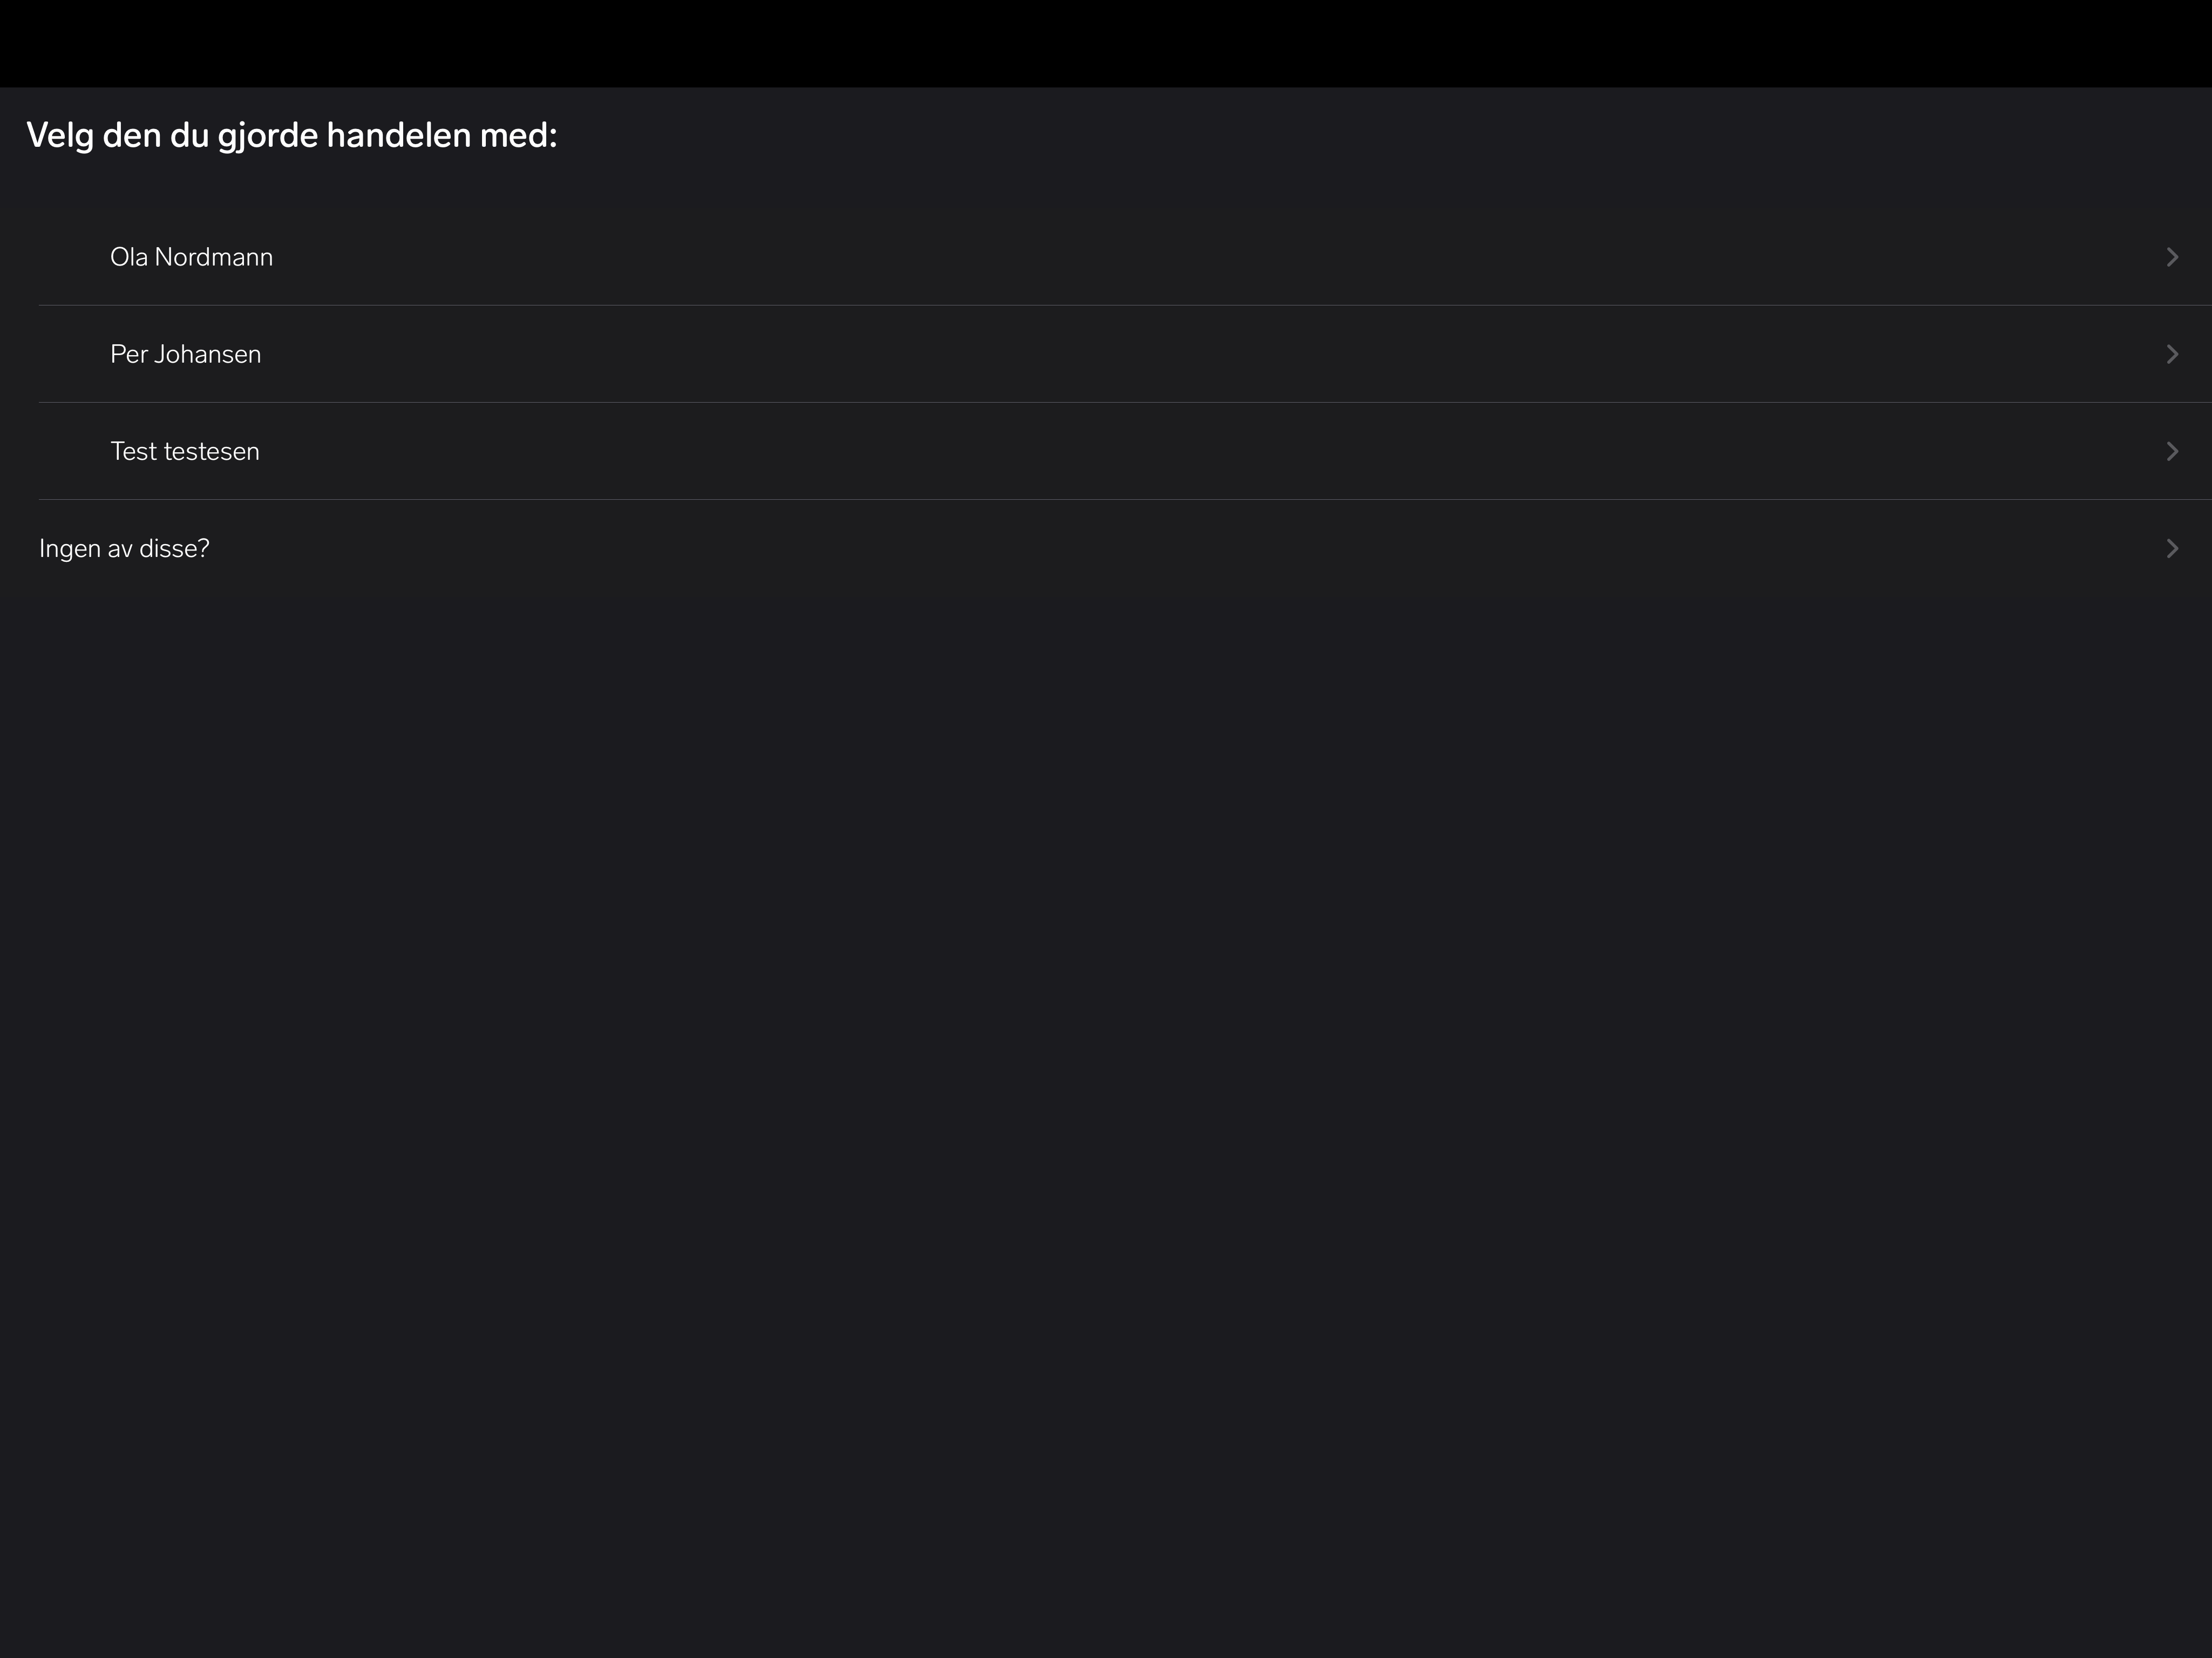 Velg den du gjorde handelen med:
Ola Nordmann
Per Johansen
Test testesen
Ingen av disse?